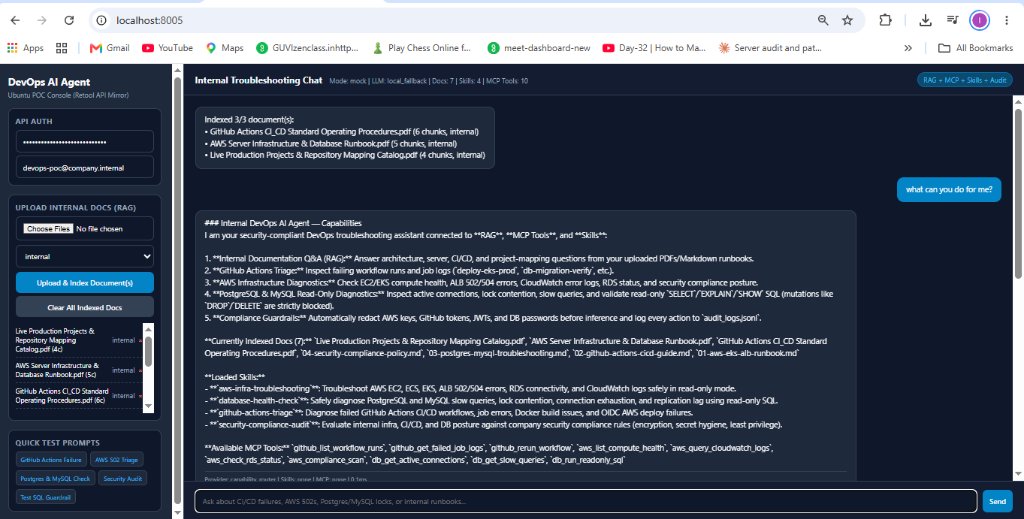 localhost:8005
Apps
Gmail
YouTube
Maps
GUVIzenclass.inhttp...
Play Chess Online f...
meet-dashboard-new
Day-32 | How to Ma...
Server audit and pat...
»
All Bookmarks
DevOps AI Agent
Ubuntu POC Console (Retool API Mirror)
API AUTH
devops-poc@company.internal
UPLOAD INTERNAL DOCS (RAG)
Choose Files No file chosen
internal
Upload & Index Document(s)
Clear All Indexed Docs
Live Production Projects &
Repository Mapping
Catalog.pdf (4c)
internal ×
AWS Server Infrastructure &
Database Runbook.pdf (5c)
internal ×
GitHub Actions CI_CD Standard
Operating Procedures.pdf (6c)
internal ×
QUICK TEST PROMPTS
GitHub Actions Failure
AWS 502 Triage
Postgres & MySQL Check
Security Audit
Test SQL Guardrail
Internal Troubleshooting Chat Mode: mock | LLM: local_fallback | Docs: 7 | Skills: 4 | MCP Tools: 10
RAG + MCP + Skills + Audit
Indexed 3/3 document(s):
• GitHub Actions CI_CD Standard Operating Procedures.pdf (6 chunks, internal)
• AWS Server Infrastructure & Database Runbook.pdf (5 chunks, internal)
• Live Production Projects & Repository Mapping Catalog.pdf (4 chunks, internal)
what can you do for me?
### Internal DevOps AI Agent — Capabilities
I am your security-compliant DevOps troubleshooting assistant connected to **RAG**, **MCP Tools**, and **Skills**:
1. **Internal Documentation Q&A (RAG):** Answer architecture, server, CI/CD, and project-mapping questions from your uploaded PDFs/Markdown runbooks.
2. **GitHub Actions Triage:** Inspect failing workflow runs and job logs (`deploy-eks-prod`, `db-migration-verify`, etc.).
3. **AWS Infrastructure Diagnostics:** Check EC2/EKS compute health, ALB 502/504 errors, CloudWatch error logs, RDS status, and security compliance.
4. **PostgreSQL & MySQL Read-Only Diagnostics:** Inspect active connections, lock contention, slow queries, and validate read-only `SELECT`/`EXPLAIN`/`SHOW` SQL (mutations like
`DROP`/`DELETE` are strictly blocked).
5. **Compliance Guardrails:** Automatically redact AWS keys, GitHub tokens, JWTs, and DB passwords before inference and log every action to `audit_logs.jsonl`.
**Currently Indexed Docs (7):** `Live Production Projects & Repository Mapping Catalog.pdf`, `AWS Server Infrastructure & Database Runbook.pdf`, `GitHub Actions CI_CD Standard
Operating Procedures.pdf`, `04-security-compliance-policy.md`, `03-postgres-mysql-troubleshooting.md`, `02-github-actions-cicd-guide.md`, `01-aws-eks-alb-runbook.md`
**Loaded Skills:**
- **`aws-infra-troubleshooting`**: Troubleshoot AWS EC2, ECS, EKS, ALB 502/504 errors, RDS connectivity, and CloudWatch logs safely in read-only mode.
- **`database-health-check`**: Safely diagnose PostgreSQL and MySQL slow queries, lock contention, connection exhaustion, and replication lag using read-only SQL.
- **`github-actions-triage`**: Diagnose failed GitHub Actions CI/CD workflows, job errors, Docker build issues, and OIDC AWS deploy failures.
- **`security-compliance-audit`**: Evaluate internal infra, CI/CD, and DB posture against company security compliance rules (encryption, secret hygiene, least privilege).
**Available MCP Tools:** `github_list_workflow_runs`, `github_get_failed_job_logs`, `github_rerun_workflow`, `aws_list_compute_health`, `aws_query_cloudwatch_logs`,
`aws_check_rds_status`, `aws_compliance_scan`, `db_get_active_connections`, `db_get_slow_queries`, `db_run_readonly_sql`
Ask about CI/CD failures, AWS 502s, Postgres/MySQL locks, or internal runbooks...
Send